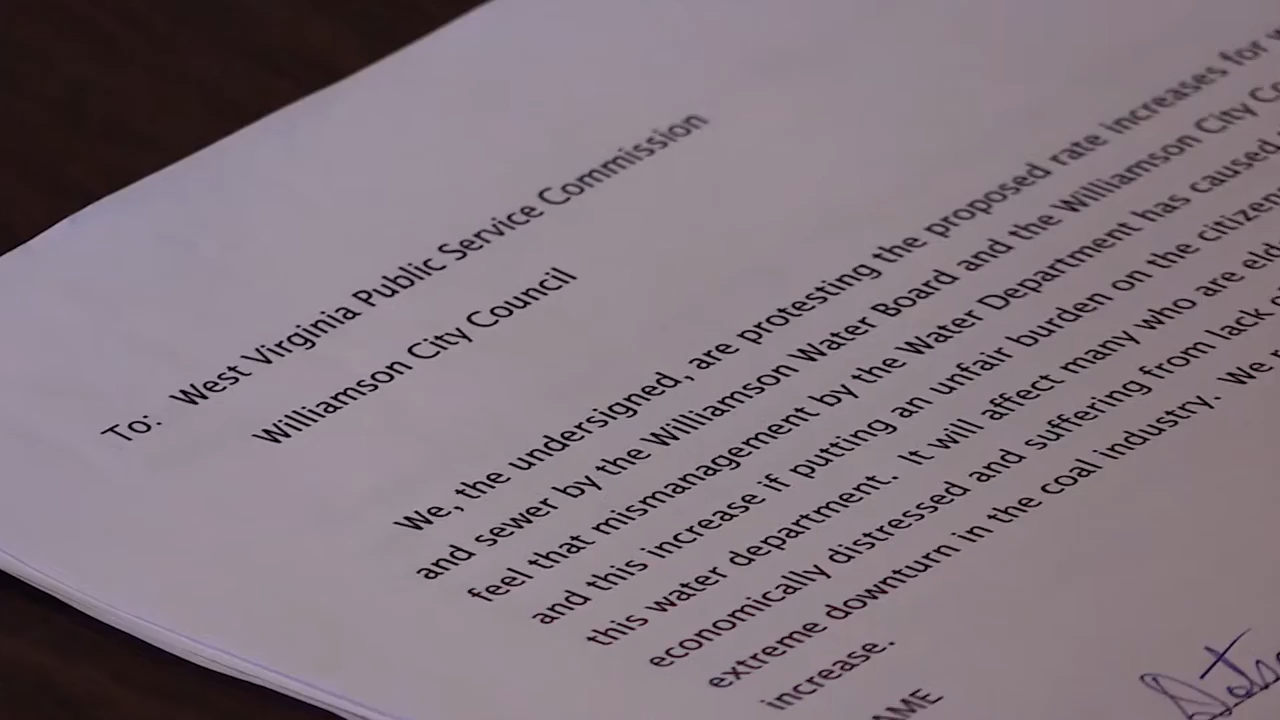 To: West Virginia Public Service Commission
Williamson City Council
We, the undersigned, are protesting the proposed rate increases for
and sewer by the Williamson Water Board and the Williamson City
feel that mismanagement by the Water Department has caused
and this increase if putting an unfair burden on the citizen
this water department. It will affect many who are
economically distressed and suffering from lack
extreme downturn in the coal industry. We
increase.